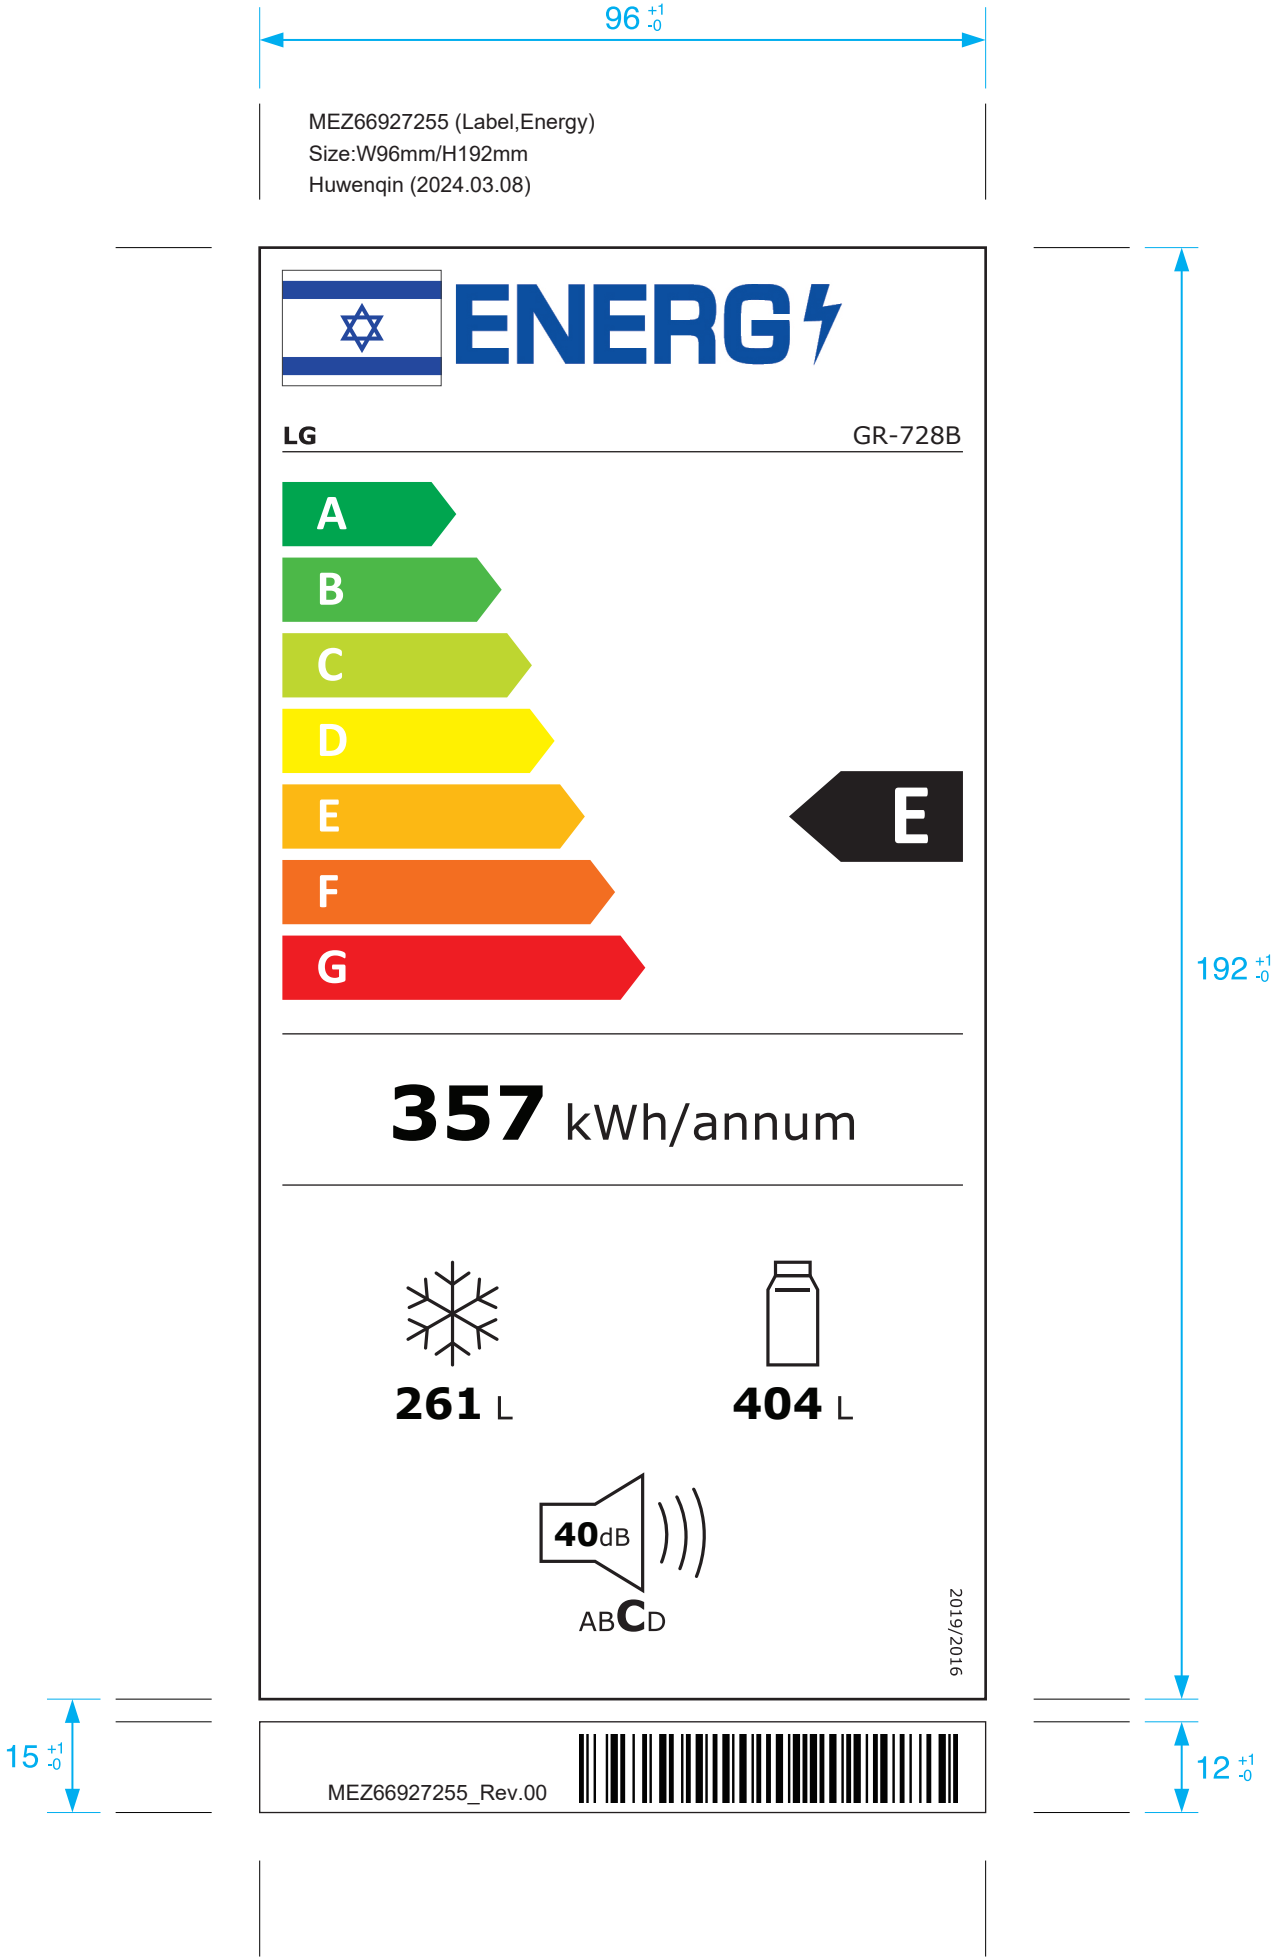 96 +1 -0
MEZ66927255 (Label,Energy)
Size:W96mm/H192mm
Huwenqin (2024.03.08)
ENERG
LG GR-728B
A
B
C
D
E E
F
G
192 +1 -0
357 kWh/annum
261 L 404 L
40dB
ABCD
2019/2016
15 +1 -0
MEZ66927255_Rev.00
12 +1 -0